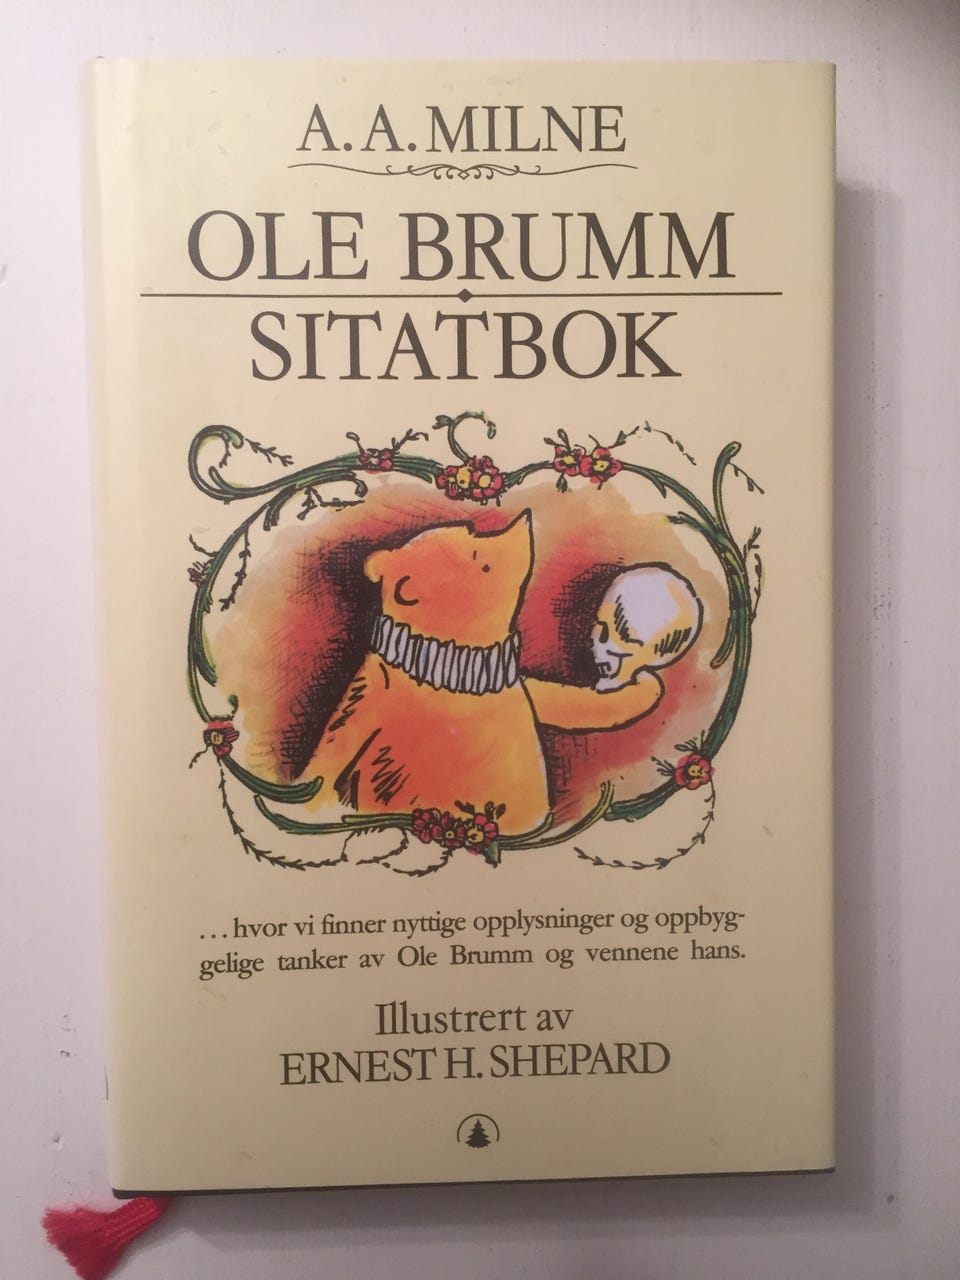 A. A. MILNE
OLE BRUMM
SITATBOK
...hvor vi finner nyttige opplysninger og oppbyg-
gelige tanker av Ole Brumm og vennene hans.
Illustrert av
ERNEST H. SHEPARD